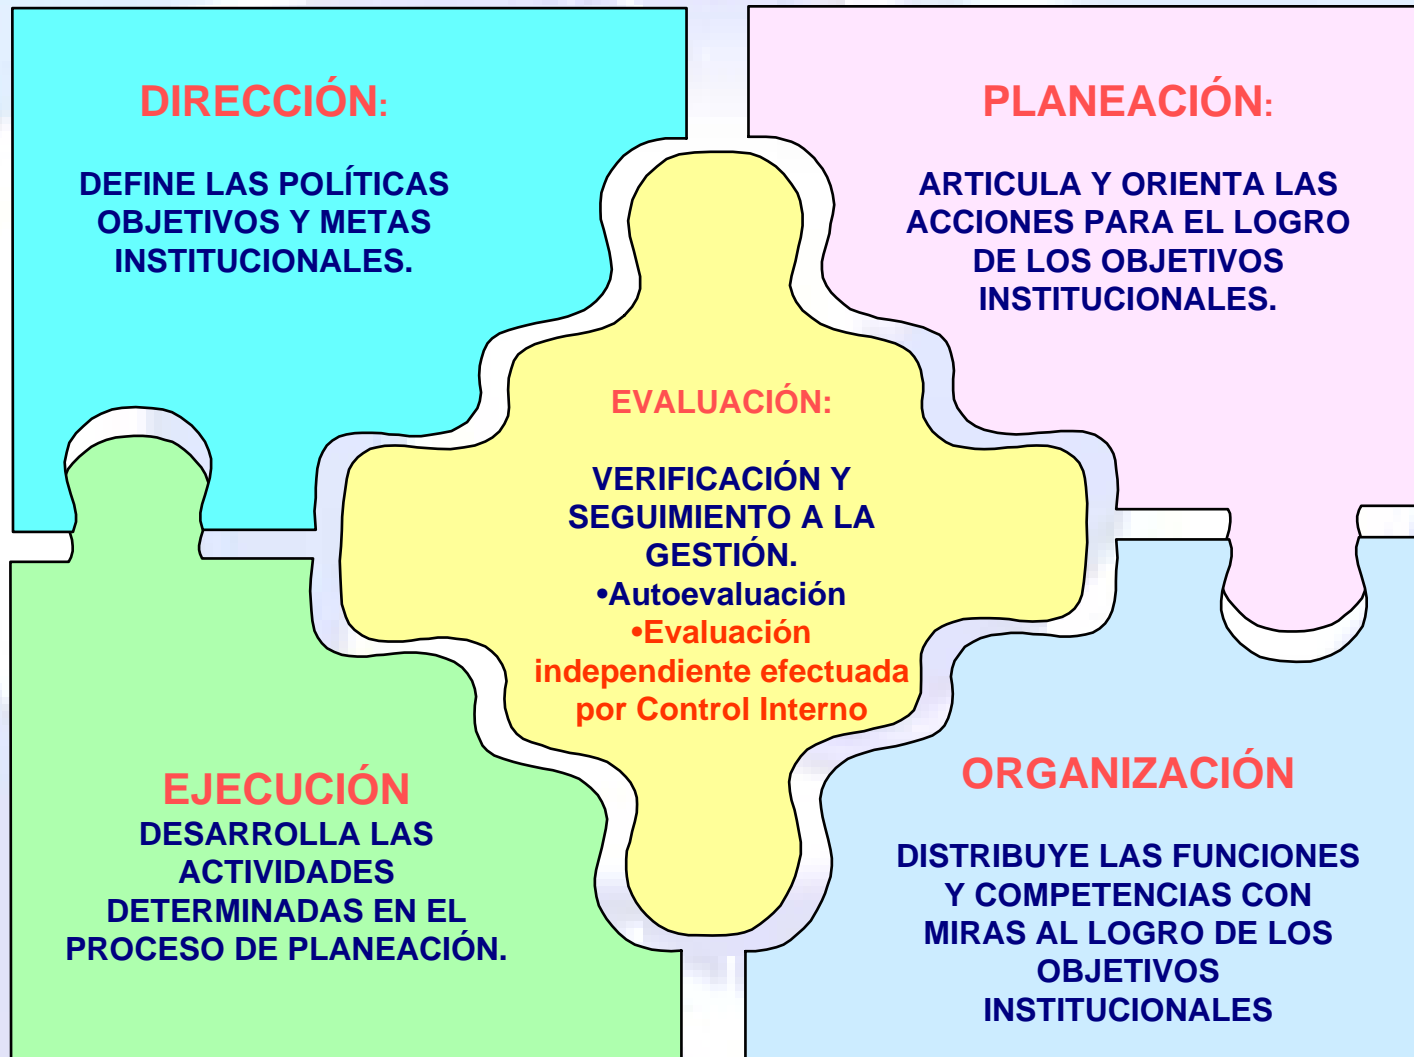 DIRECCIÓN:
DEFINE LAS POLÍTICAS
OBJETIVOS Y METAS
INSTITUCIONALES.
PLANEACIÓN:
ARTICULA Y ORIENTA LAS
ACCIONES PARA EL LOGRO
DE LOS OBJETIVOS
INSTITUCIONALES.
EVALUACIÓN:
VERIFICACIÓN Y
SEGUIMIENTO A LA
GESTIÓN.
•Autoevaluación
•Evaluación
independiente efectuada
por Control Interno
EJECUCIÓN
DESARROLLA LAS
ACTIVIDADES
DETERMINADAS EN EL
PROCESO DE PLANEACIÓN.
ORGANIZACIÓN
DISTRIBUYE LAS FUNCIONES
Y COMPETENCIAS CON
MIRAS AL LOGRO DE LOS
OBJETIVOS
INSTITUCIONALES